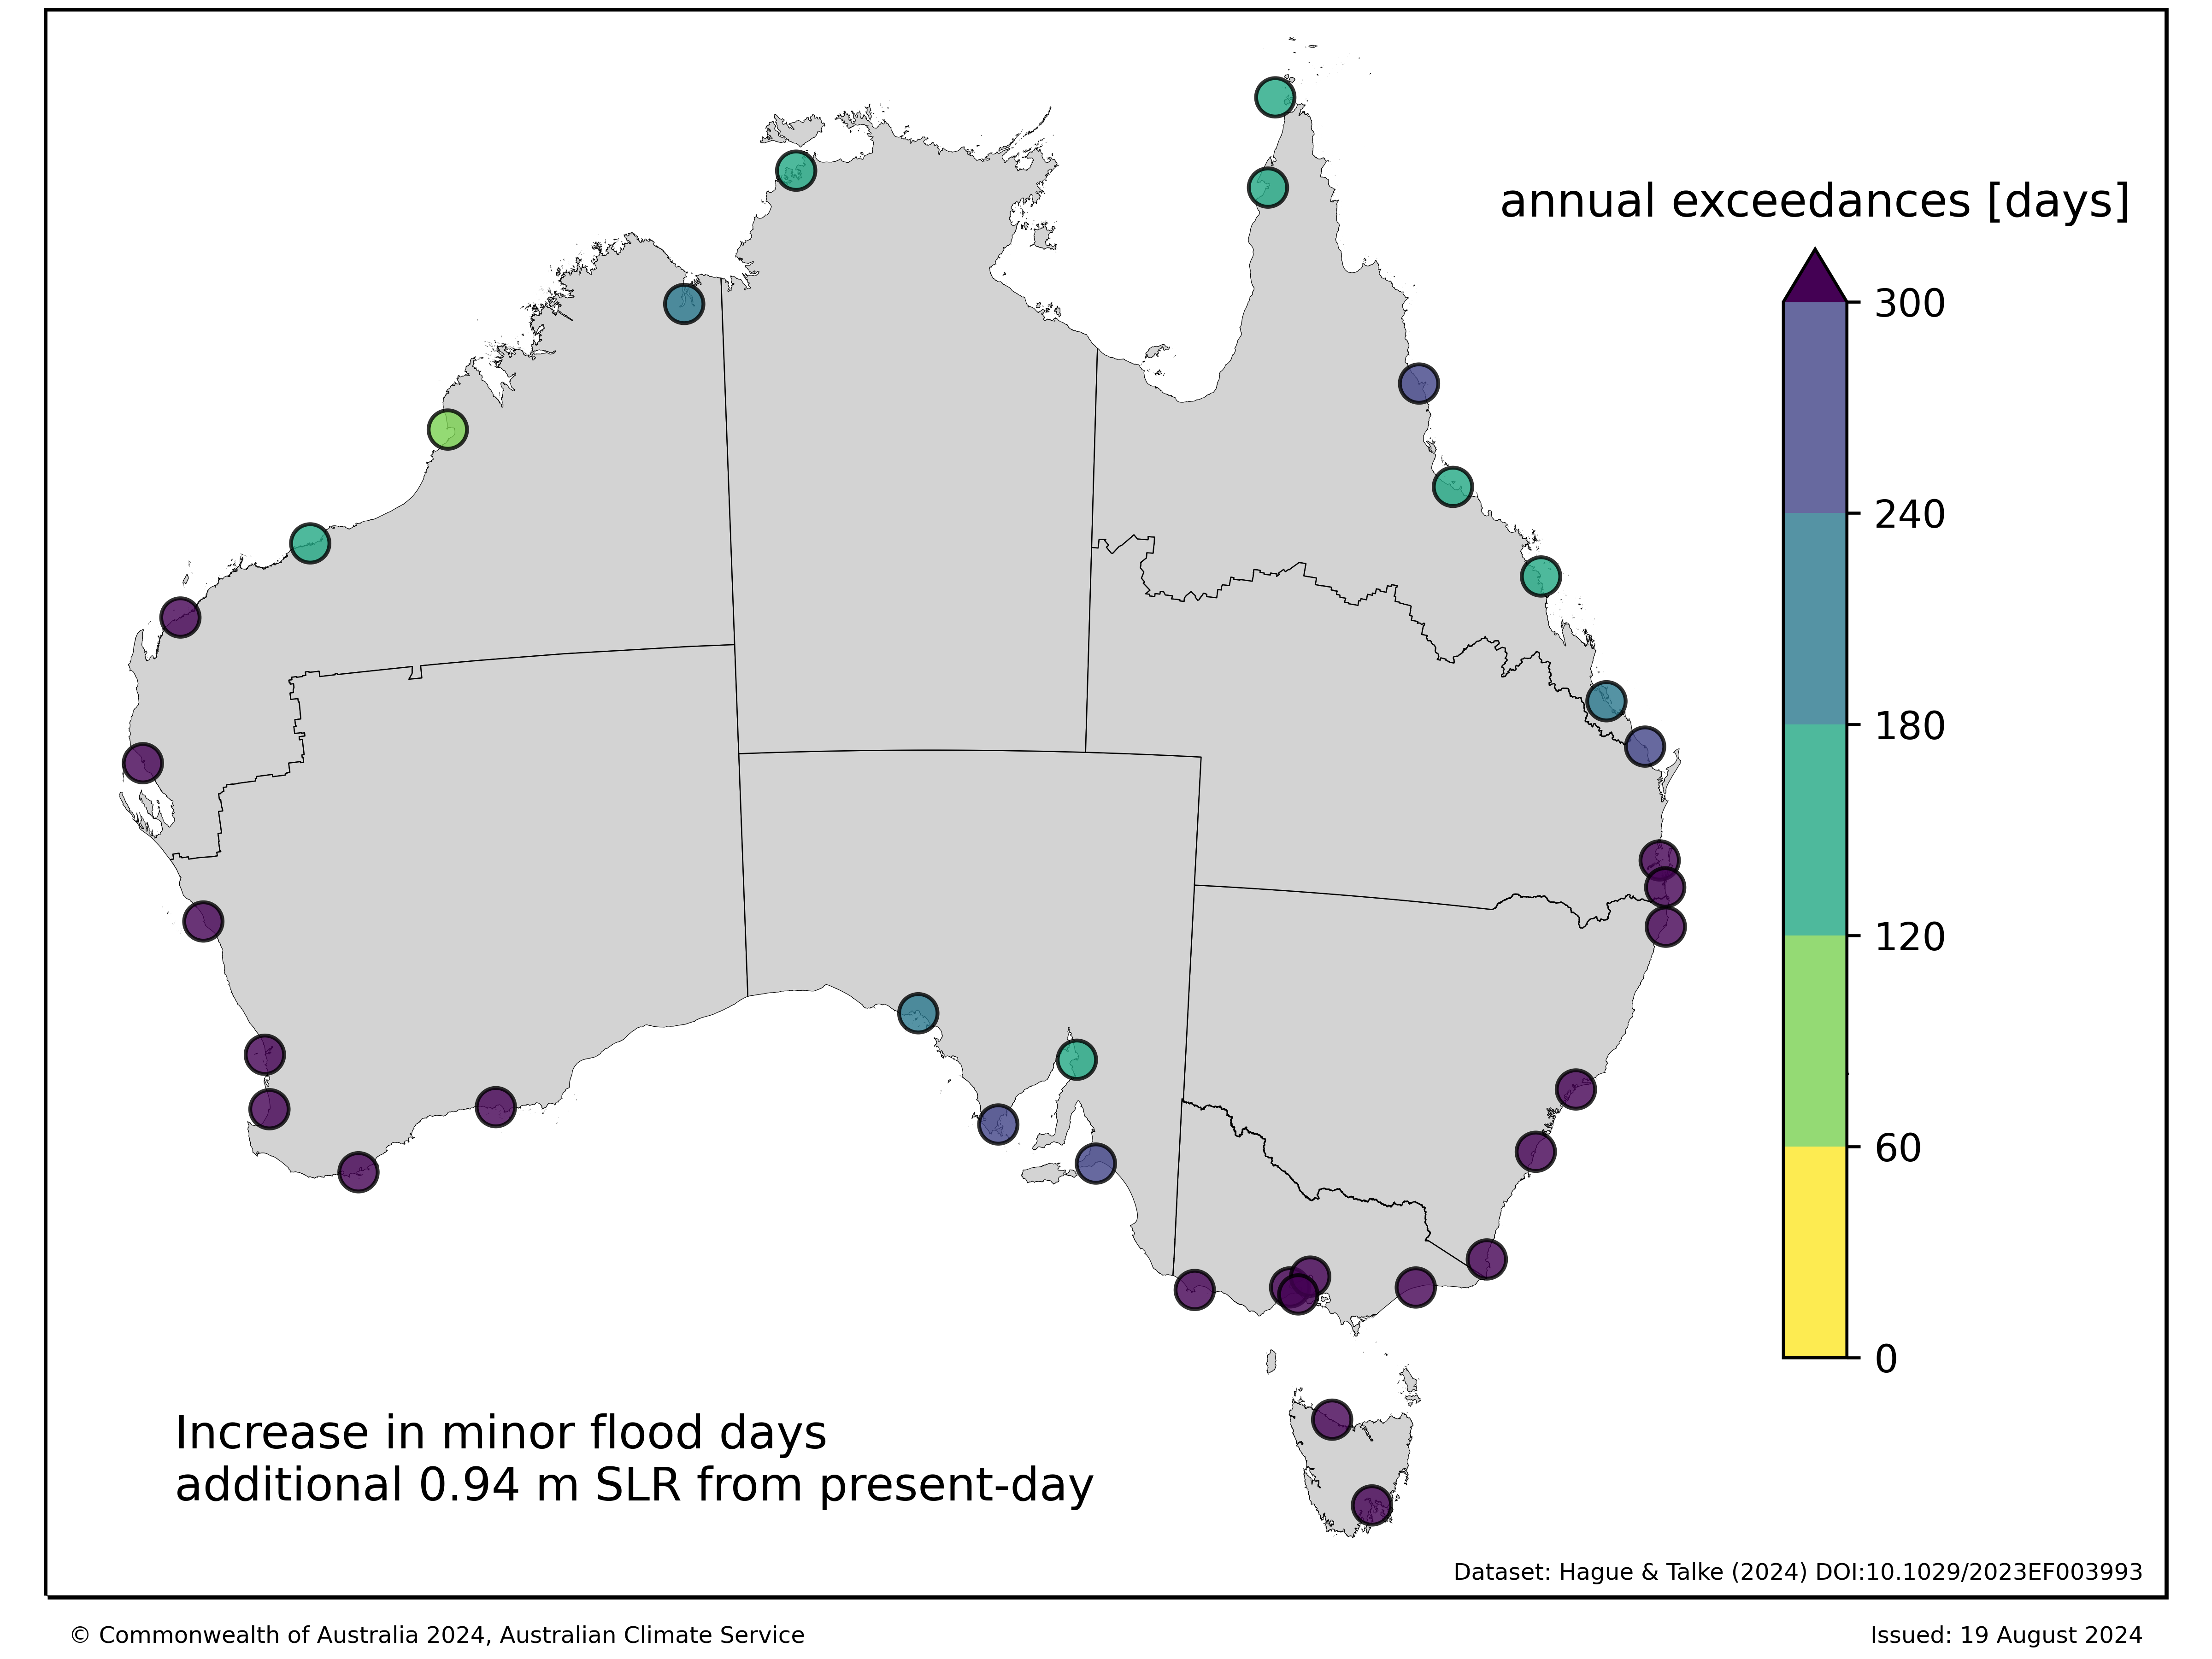 annual exceedances [days]
300
240
180
120
60
0
Increase in minor flood days
additional 0.94 m SLR from present-day
Dataset: Hague & Talke (2024) DOI:10.1029/2023EF003993
© Commonwealth of Australia 2024, Australian Climate Service
Issued: 19 August 2024